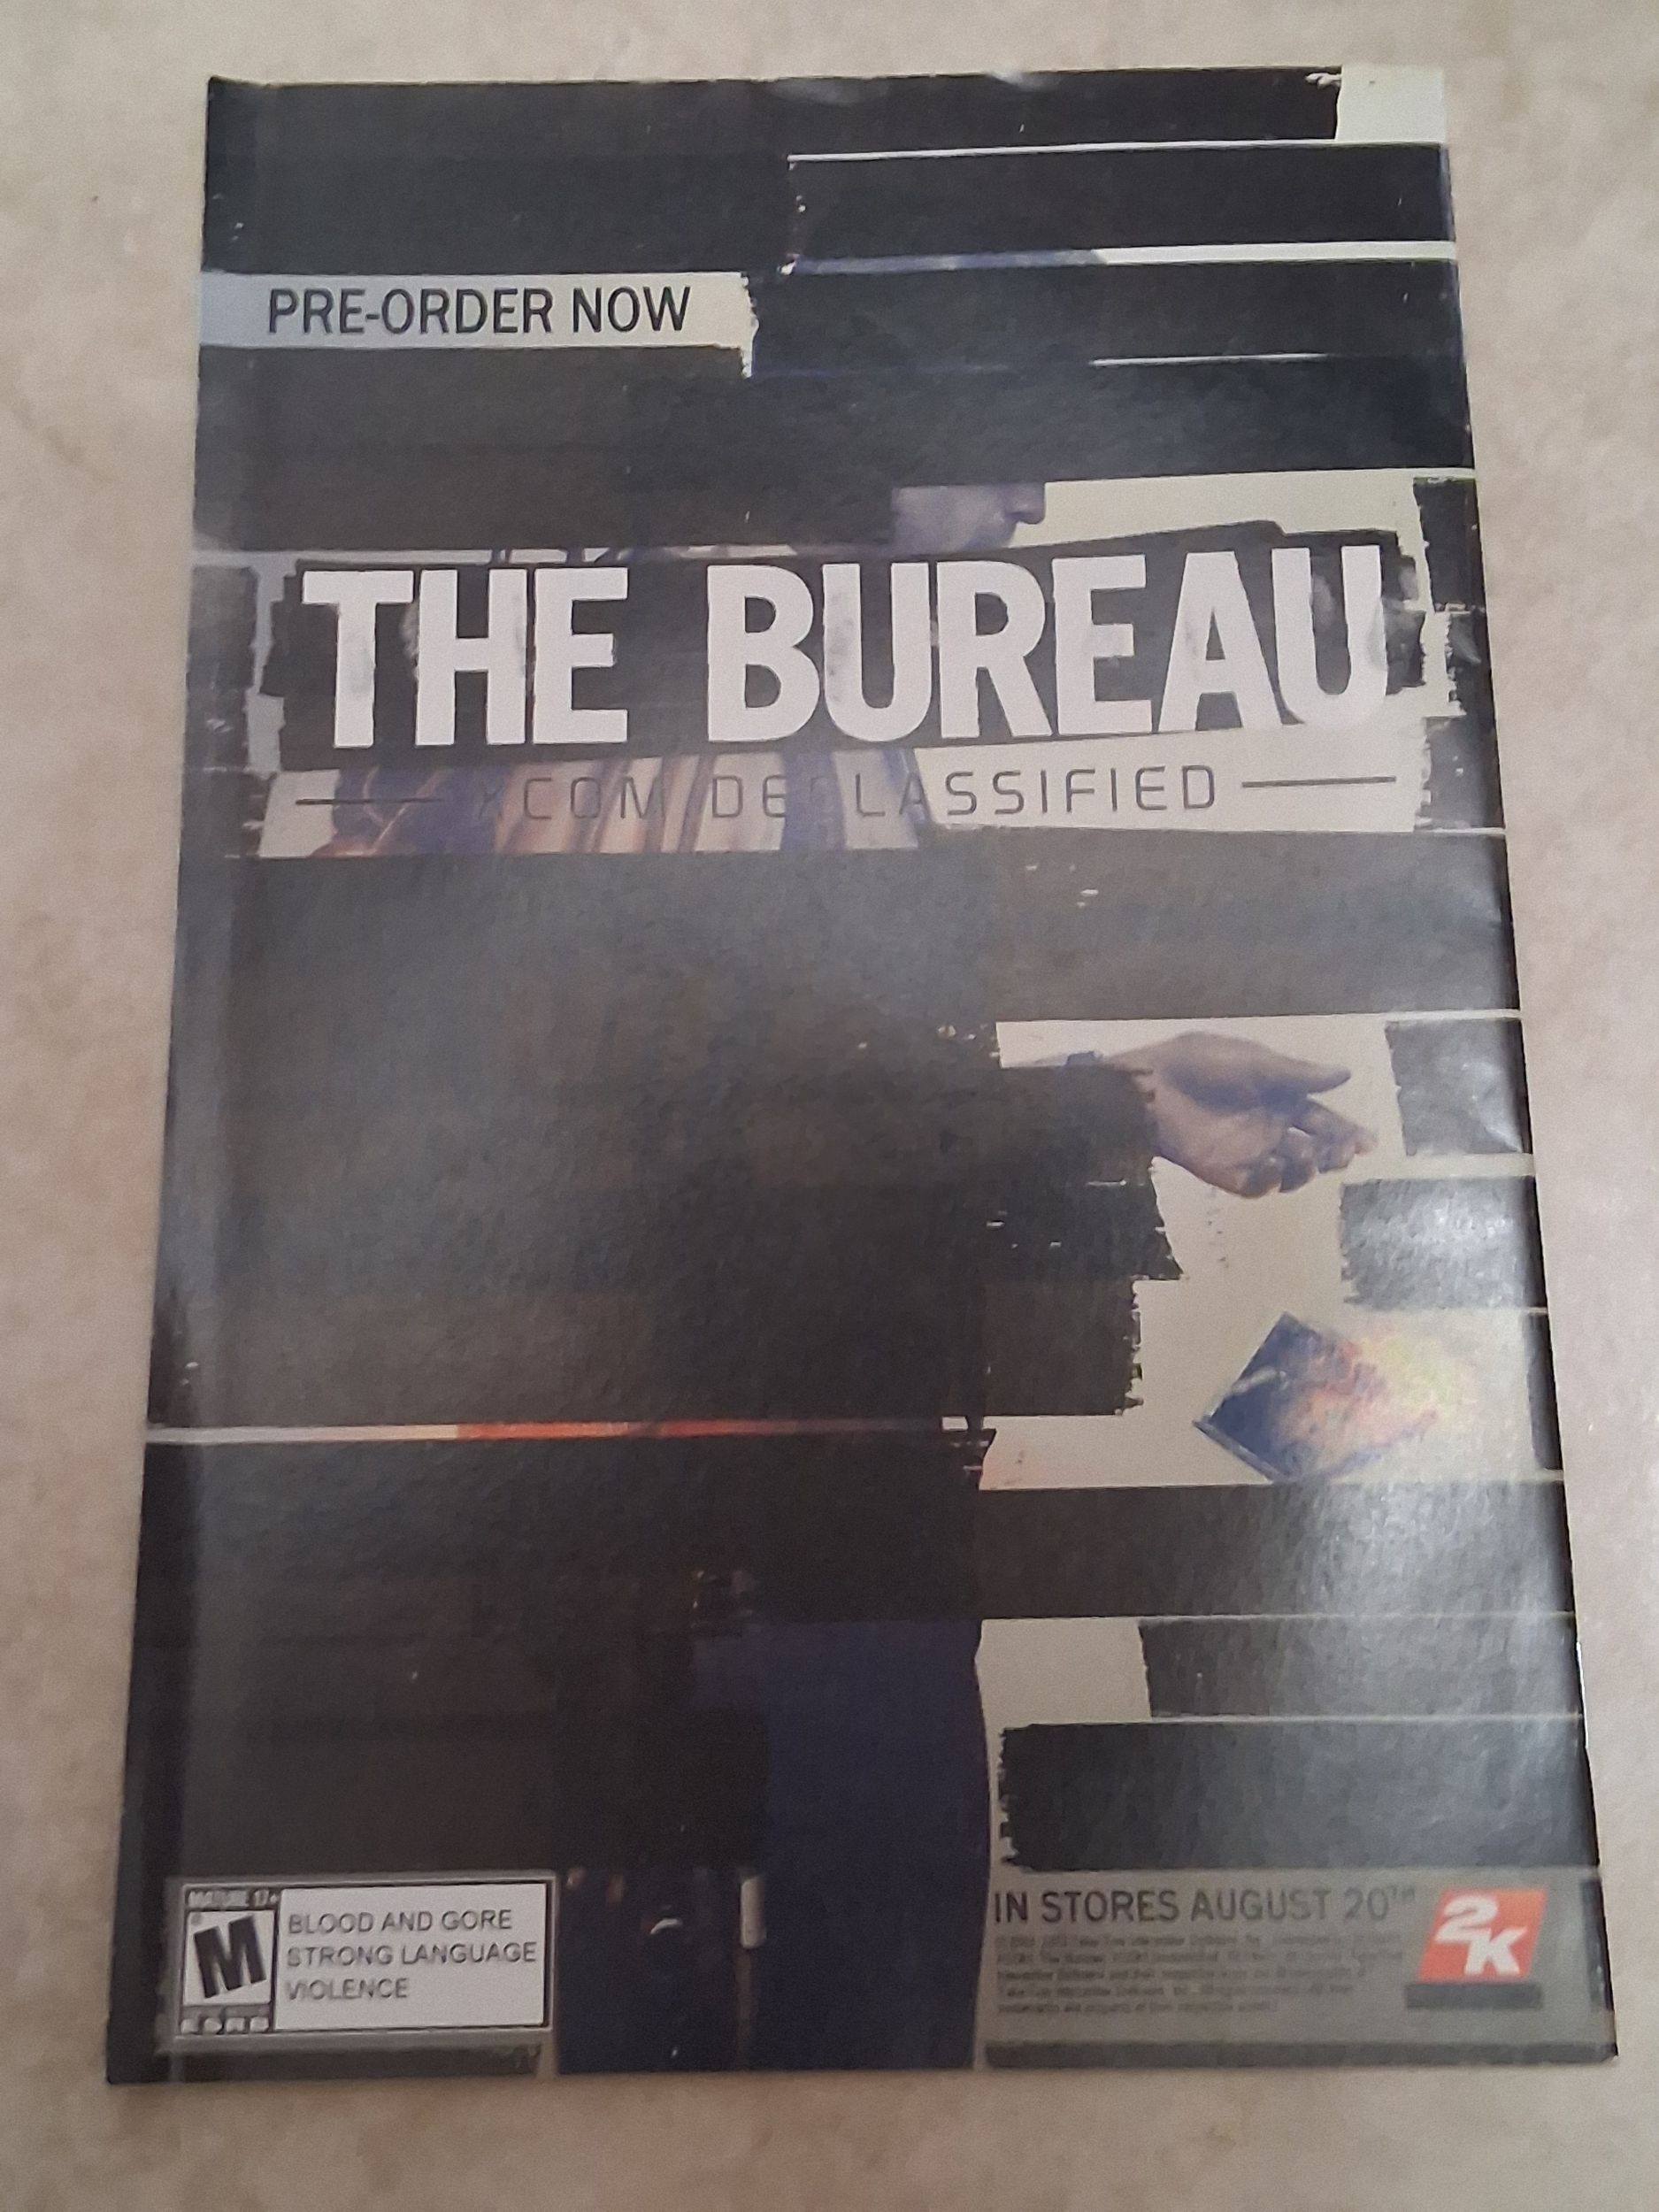 PRE-ORDER NOW
THE BUREAU
XCOM DECLASSIFIED
MATURE 17+
M
ESRB
BLOOD AND GORE
STRONG LANGUAGE
VIOLENCE
IN STORES AUGUST 20TH
2K